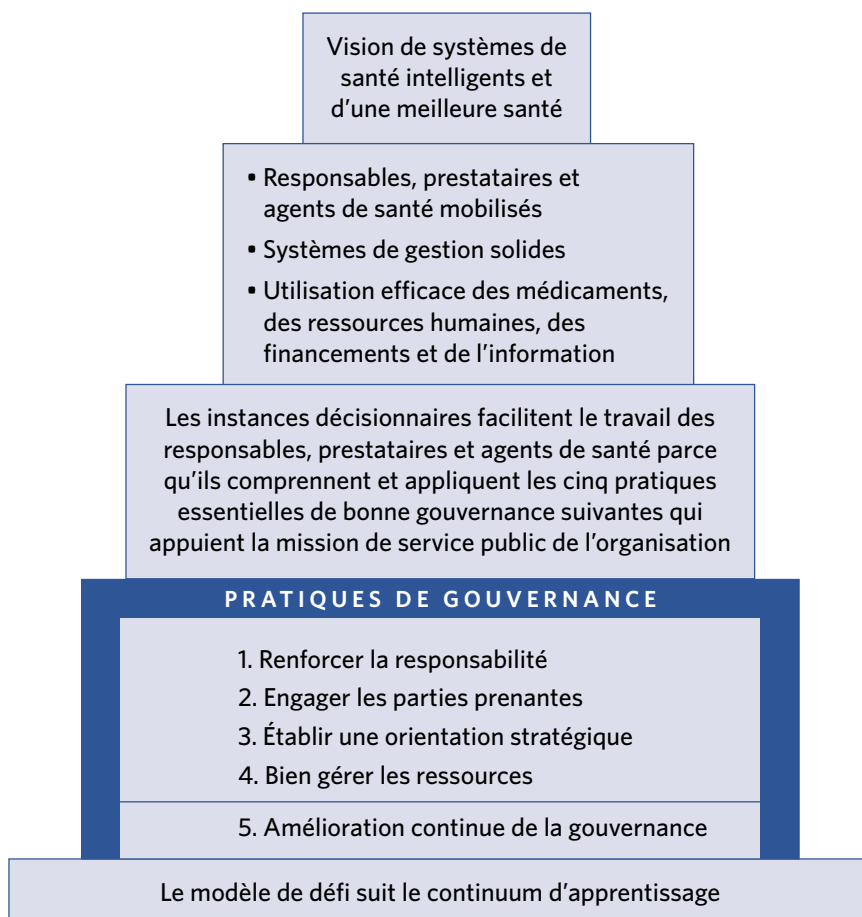 Vision de systèmes de
santé intelligents et
d’une meilleure santé
▪ Responsables, prestataires et
agents de santé mobilisés
▪ Systèmes de gestion solides
▪ Utilisation efficace des médicaments,
des ressources humaines, des
financements et de l’information
Les instances décisionnaires facilitent le travail des
responsables, prestataires et agents de santé parce
qu’ils comprennent et appliquent les cinq pratiques
essentielles de bonne gouvernance suivantes qui
appuient la mission de service public de l’organisation
PRATIQUES DE GOUVERNANCE
1. Renforcer la responsabilité
2. Engager les parties prenantes
3. Établir une orientation stratégique
4. Bien gérer les ressources
5. Amélioration continue de la gouvernance
Le modèle de défi suit le continuum d’apprentissage